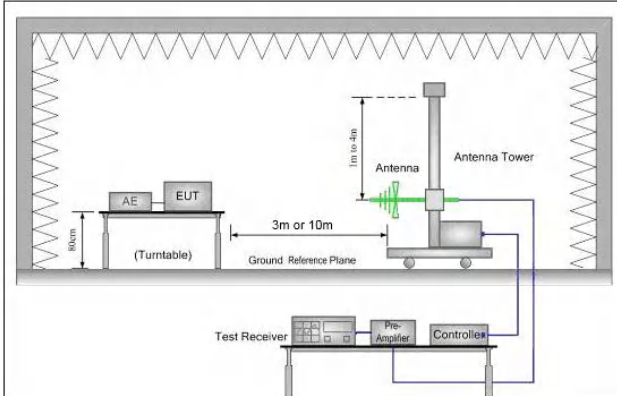 1m to 4m
Antenna
Antenna Tower
AE
EUT
80cm
(Turntable)
3m or 10m
Ground Reference Plane
Test Receiver
Pre-
Amplifier
Controlle